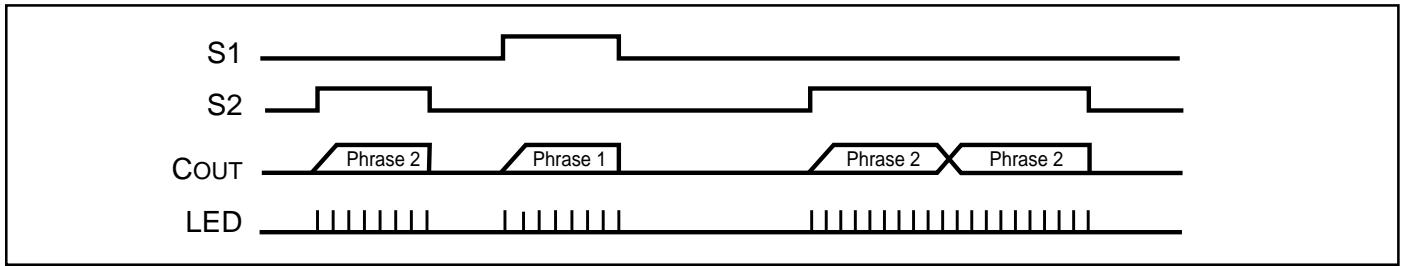 S1
S2
COUT Phrase 2 Phrase 1 Phrase 2 Phrase 2
LED